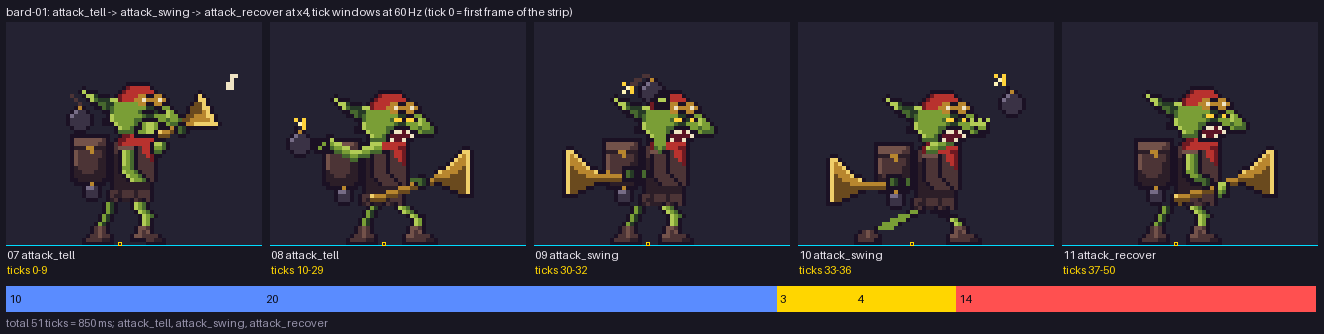 bard-01: attack_tell -> attack_swing -> attack_recover at x4, tick windows at 60 Hz (tick 0 = first frame of the strip)
07 attack_tell
ticks 0-9
08 attack_tell
ticks 10-29
09 attack_swing
ticks 30-32
10 attack_swing
ticks 33-36
11 attack_recover
ticks 37-50
10 20 3 4 14
total 51 ticks = 850 ms; attack_tell, attack_swing, attack_recover